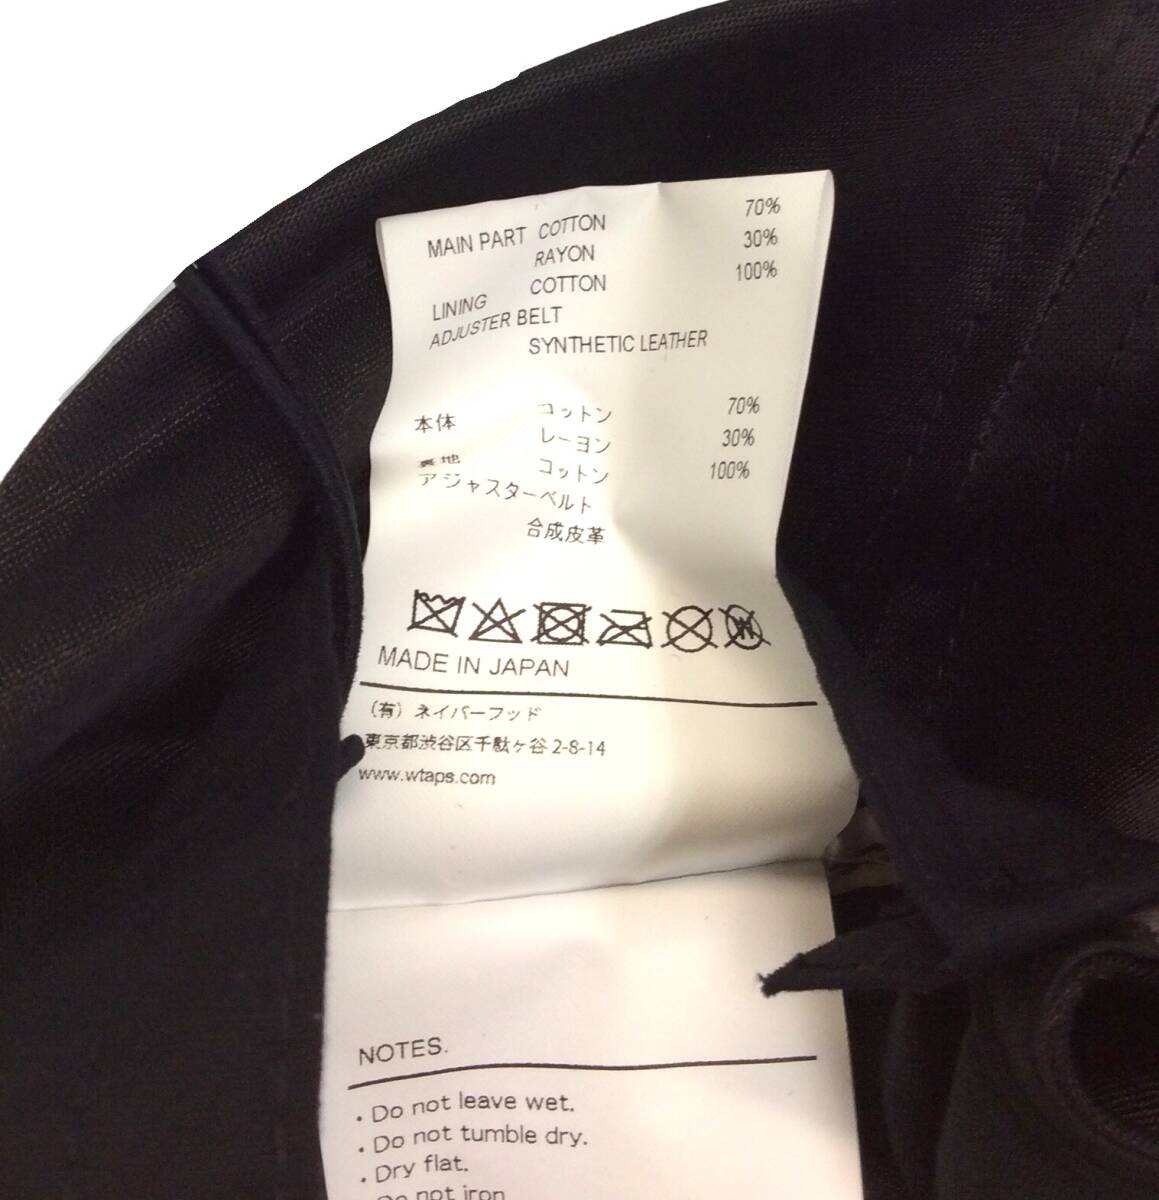 MAIN PART COTTON 70%
RAYON 30%
LINING COTTON 100%
ADJUSTER BELT
SYNTHETIC LEATHER
本体 コットン 70%
レーヨン 30%
裏地 コットン 100%
アジャスターベルト
合成皮革
W
MADE IN JAPAN
(有) ネイバーフッド
東京都渋谷区千駄ヶ谷 2-8-14
www.wtaps.com
NOTES.
・Do not leave wet.
・Do not tumble dry.
・Dry flat.
Do not iron